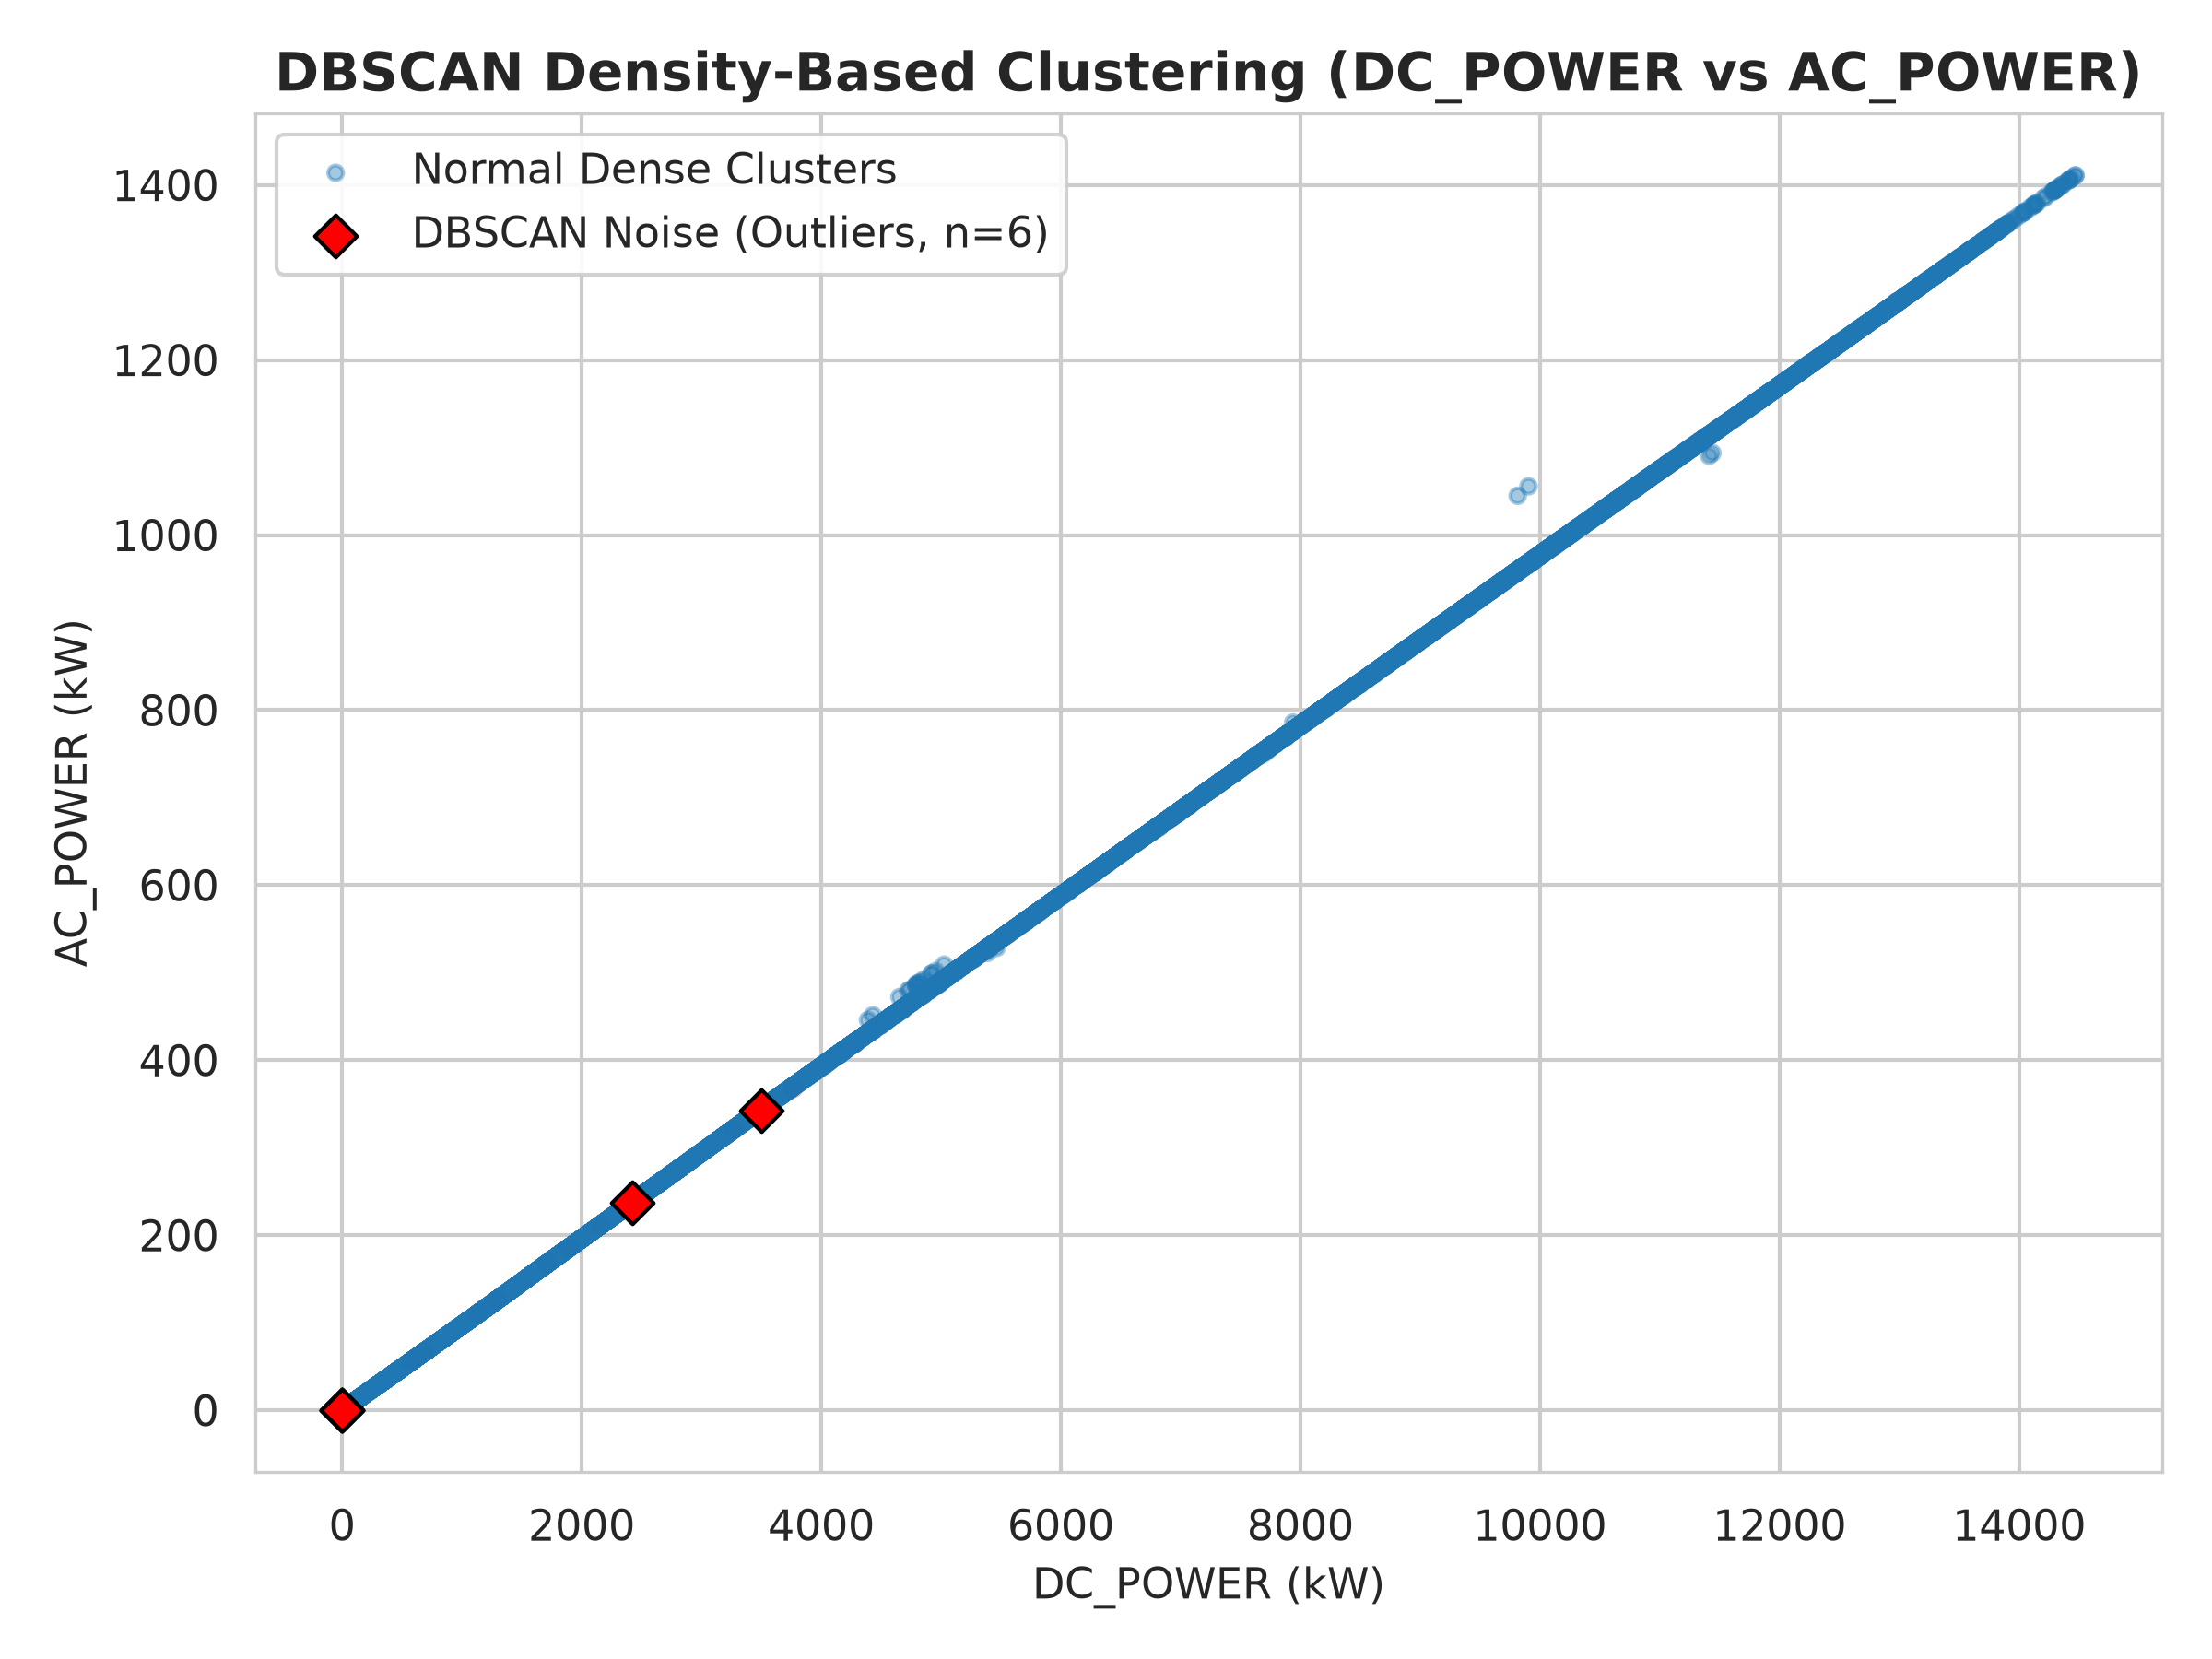 DBSCAN Density-Based Clustering (DC_POWER vs AC_POWER)
Normal Dense Clusters
DBSCAN Noise (Outliers, n=6)
1400
1200
1000
800
600
400
200
0
AC_POWER (kW)
0 2000 4000 6000 8000 10000 12000 14000
DC_POWER (kW)